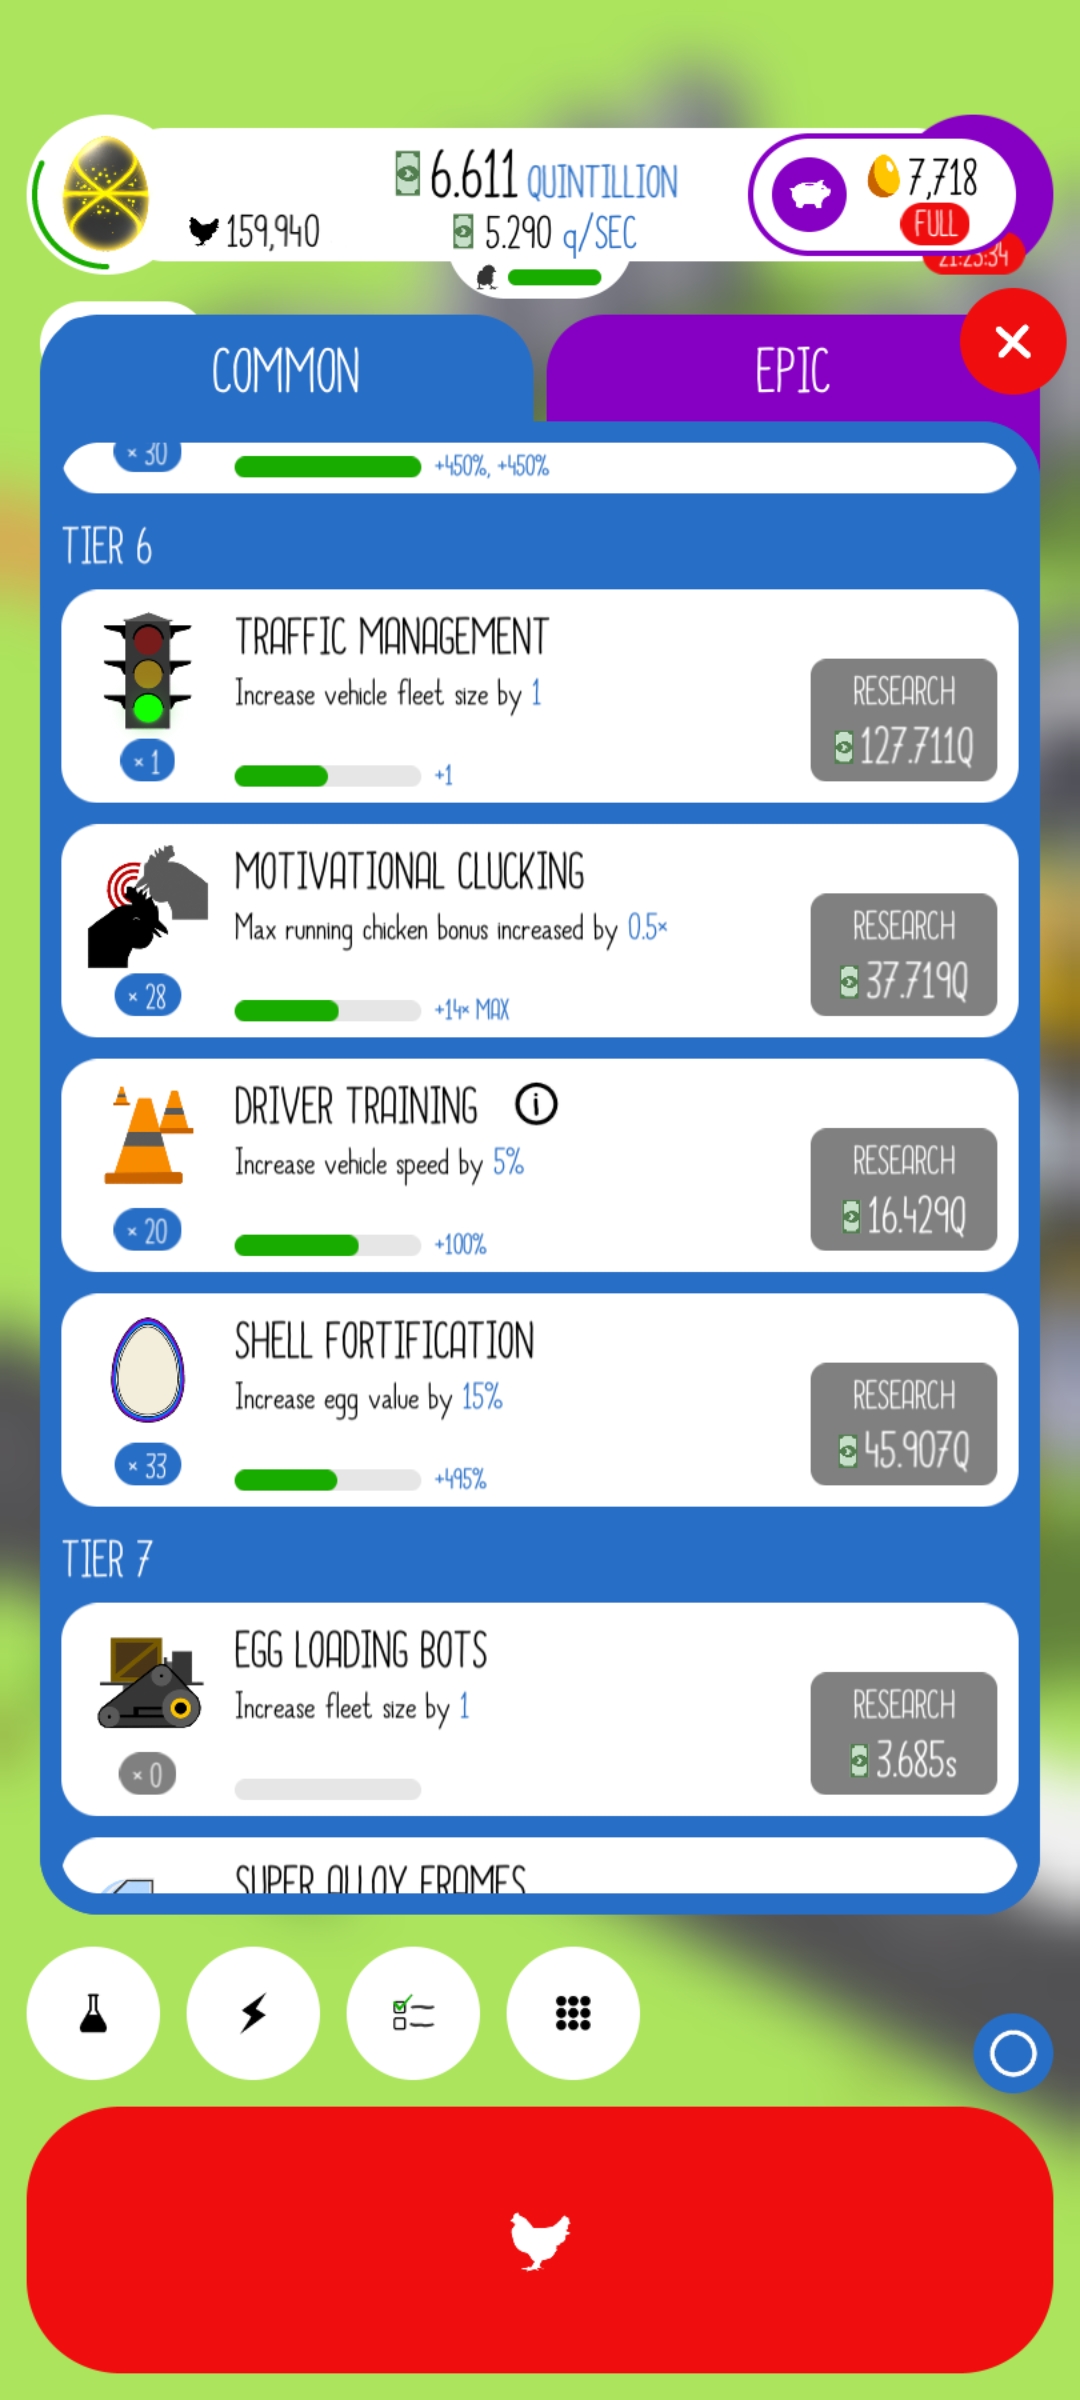 6.611 QUINTILLION
7,718
159,940
5.290 q/SEC
FULL
21:23:34
COMMON
EPIC
× 30
+450%, +450%
TIER 6
TRAFFIC MANAGEMENT
Increase vehicle fleet size by 1
RESEARCH
127.711Q
× 1
+1
MOTIVATIONAL CLUCKING
Max running chicken bonus increased by 0.5×
RESEARCH
37.719Q
× 28
+14× MAX
DRIVER TRAINING
Increase vehicle speed by 5%
RESEARCH
16.429Q
× 20
+100%
SHELL FORTIFICATION
Increase egg value by 15%
RESEARCH
45.907Q
× 33
+495%
TIER 7
EGG LOADING BOTS
Increase fleet size by 1
RESEARCH
3.685s
× 0
SUPER ALLOY FRAMES